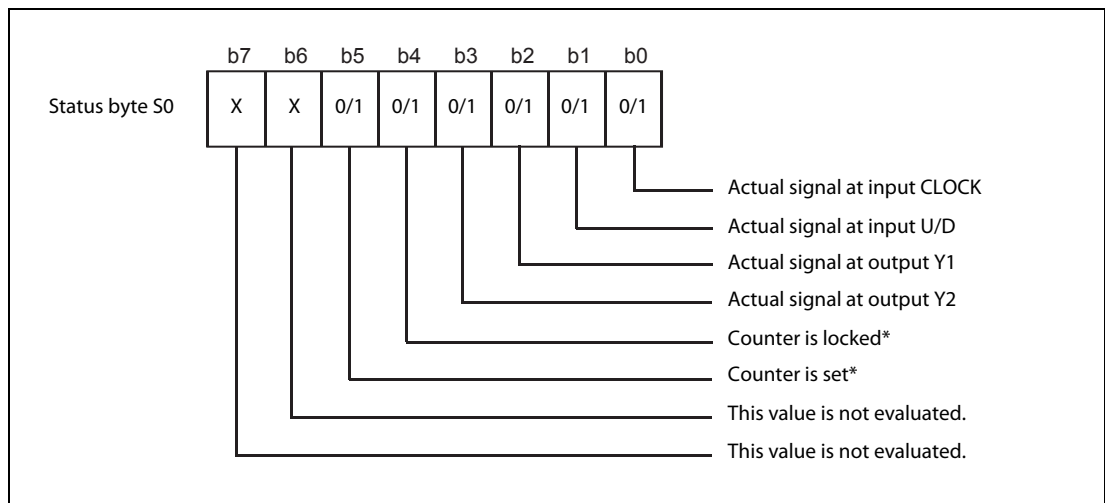 b7 b6 b5 b4 b3 b2 b1 b0
Status byte S0 X X 0/1 0/1 0/1 0/1 0/1 0/1
Actual signal at input CLOCK
Actual signal at input U/D
Actual signal at output Y1
Actual signal at output Y2
Counter is locked*
Counter is set*
This value is not evaluated.
This value is not evaluated.